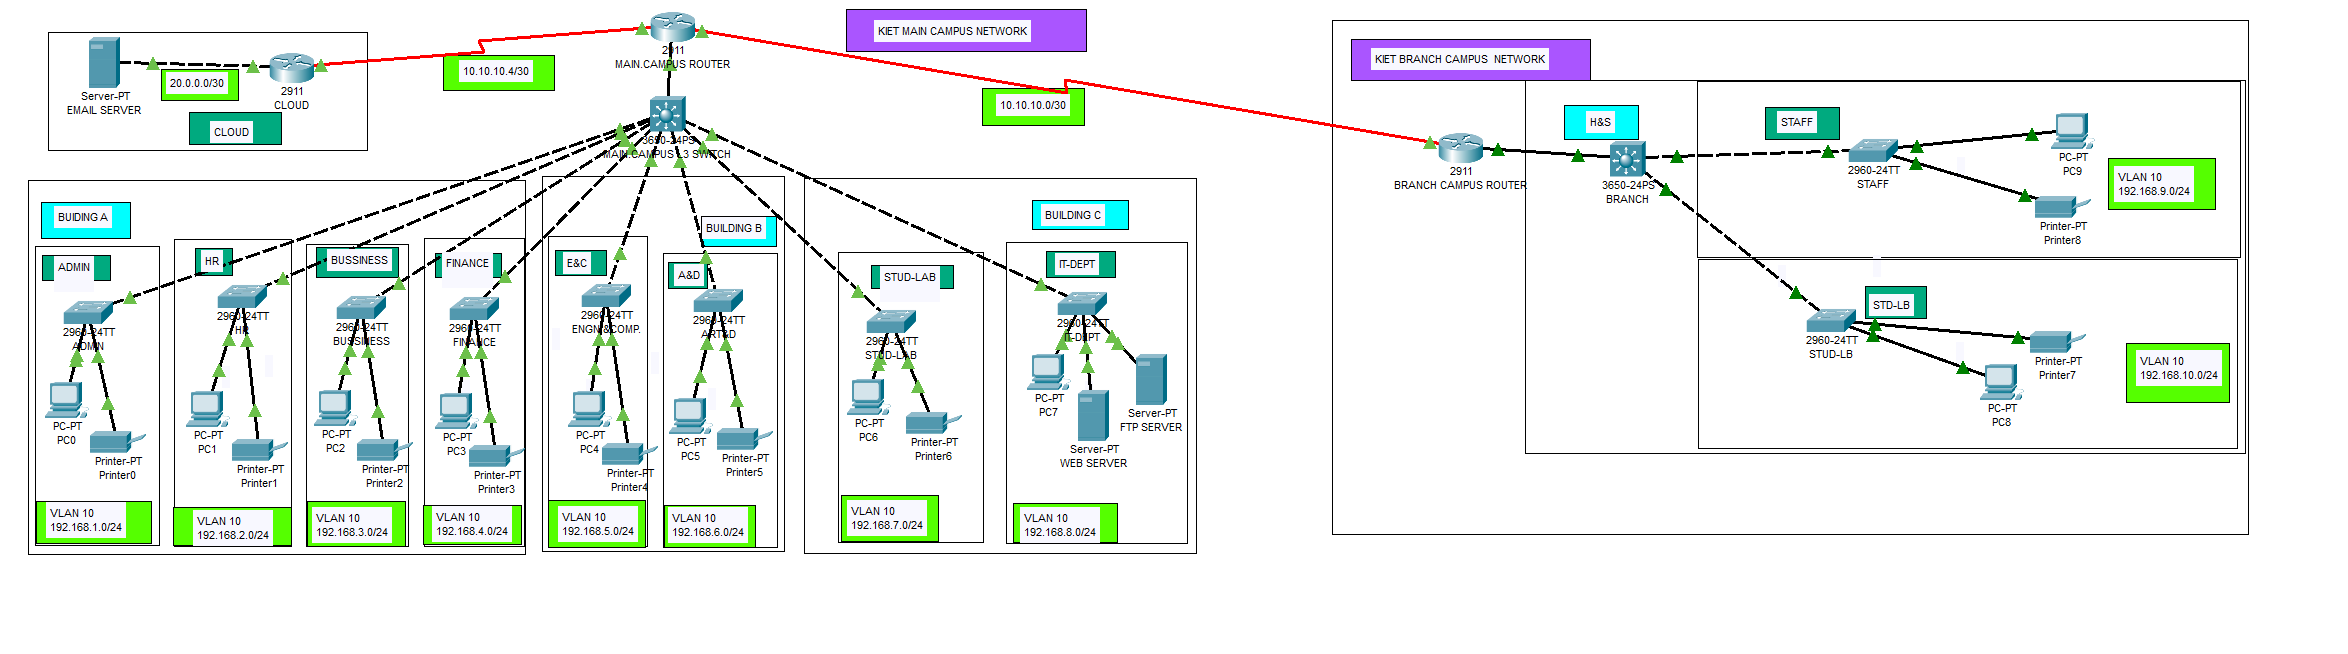 KIET MAIN CAMPUS NETWORK
2911
MAIN.CAMPUS ROUTER
10.10.10.4/30
10.10.10.0/30
20.0.0.0/30
Server-PT
EMAIL SERVER
2911
CLOUD
CLOUD
3650-24PS
MAIN.CAMPUS L3 SWITCH
BUIDING A
ADMIN
2960-24TT
ADMIN
PC-PT
PC0
Printer-PT
Printer0
VLAN 10
192.168.1.0/24
HR
2960-24TT
HR
PC-PT
PC1
Printer-PT
Printer1
VLAN 10
192.168.2.0/24
BUSSINESS
2960-24TT
BUSSINESS
PC-PT
PC2
Printer-PT
Printer2
VLAN 10
192.168.3.0/24
FINANCE
2960-24TT
FINANCE
PC-PT
PC3
Printer-PT
Printer3
VLAN 10
192.168.4.0/24
BUILDING B
E&C
2960-24TT
ENGN.&COMP.
PC-PT
PC4
Printer-PT
Printer4
VLAN 10
192.168.5.0/24
A&D
2960-24TT
ART&D
PC-PT
PC5
Printer-PT
Printer5
VLAN 10
192.168.6.0/24
BUILDING C
STUD-LAB
2960-24TT
STUD-LAB
PC-PT
PC6
Printer-PT
Printer6
VLAN 10
192.168.7.0/24
IT-DEPT
2960-24TT
IT-DEPT
PC-PT
PC7
Server-PT
WEB SERVER
Server-PT
FTP SERVER
VLAN 10
192.168.8.0/24
KIET BRANCH CAMPUS  NETWORK
2911
BRANCH CAMPUS ROUTER
H&S
3650-24PS
BRANCH
STAFF
2960-24TT
STAFF
PC-PT
PC9
Printer-PT
Printer8
VLAN 10
192.168.9.0/24
STD-LB
2960-24TT
STUD-LB
Printer-PT
Printer7
PC-PT
PC8
VLAN 10
192.168.10.0/24